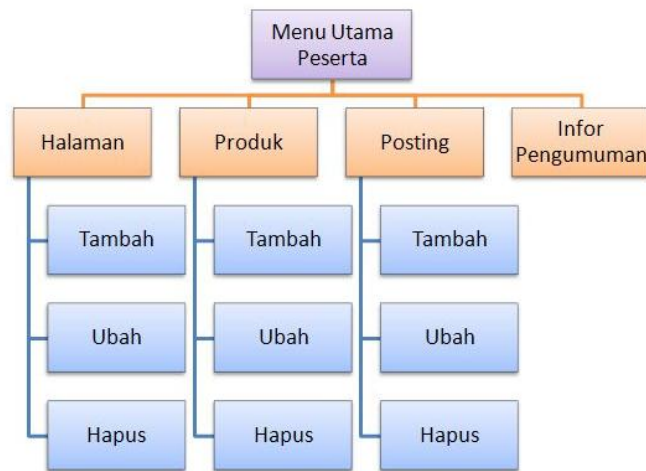 Menu Utama
Peserta
Halaman
Produk
Posting
Infor
Pengumuman
Tambah
Tambah
Tambah
Ubah
Ubah
Ubah
Hapus
Hapus
Hapus